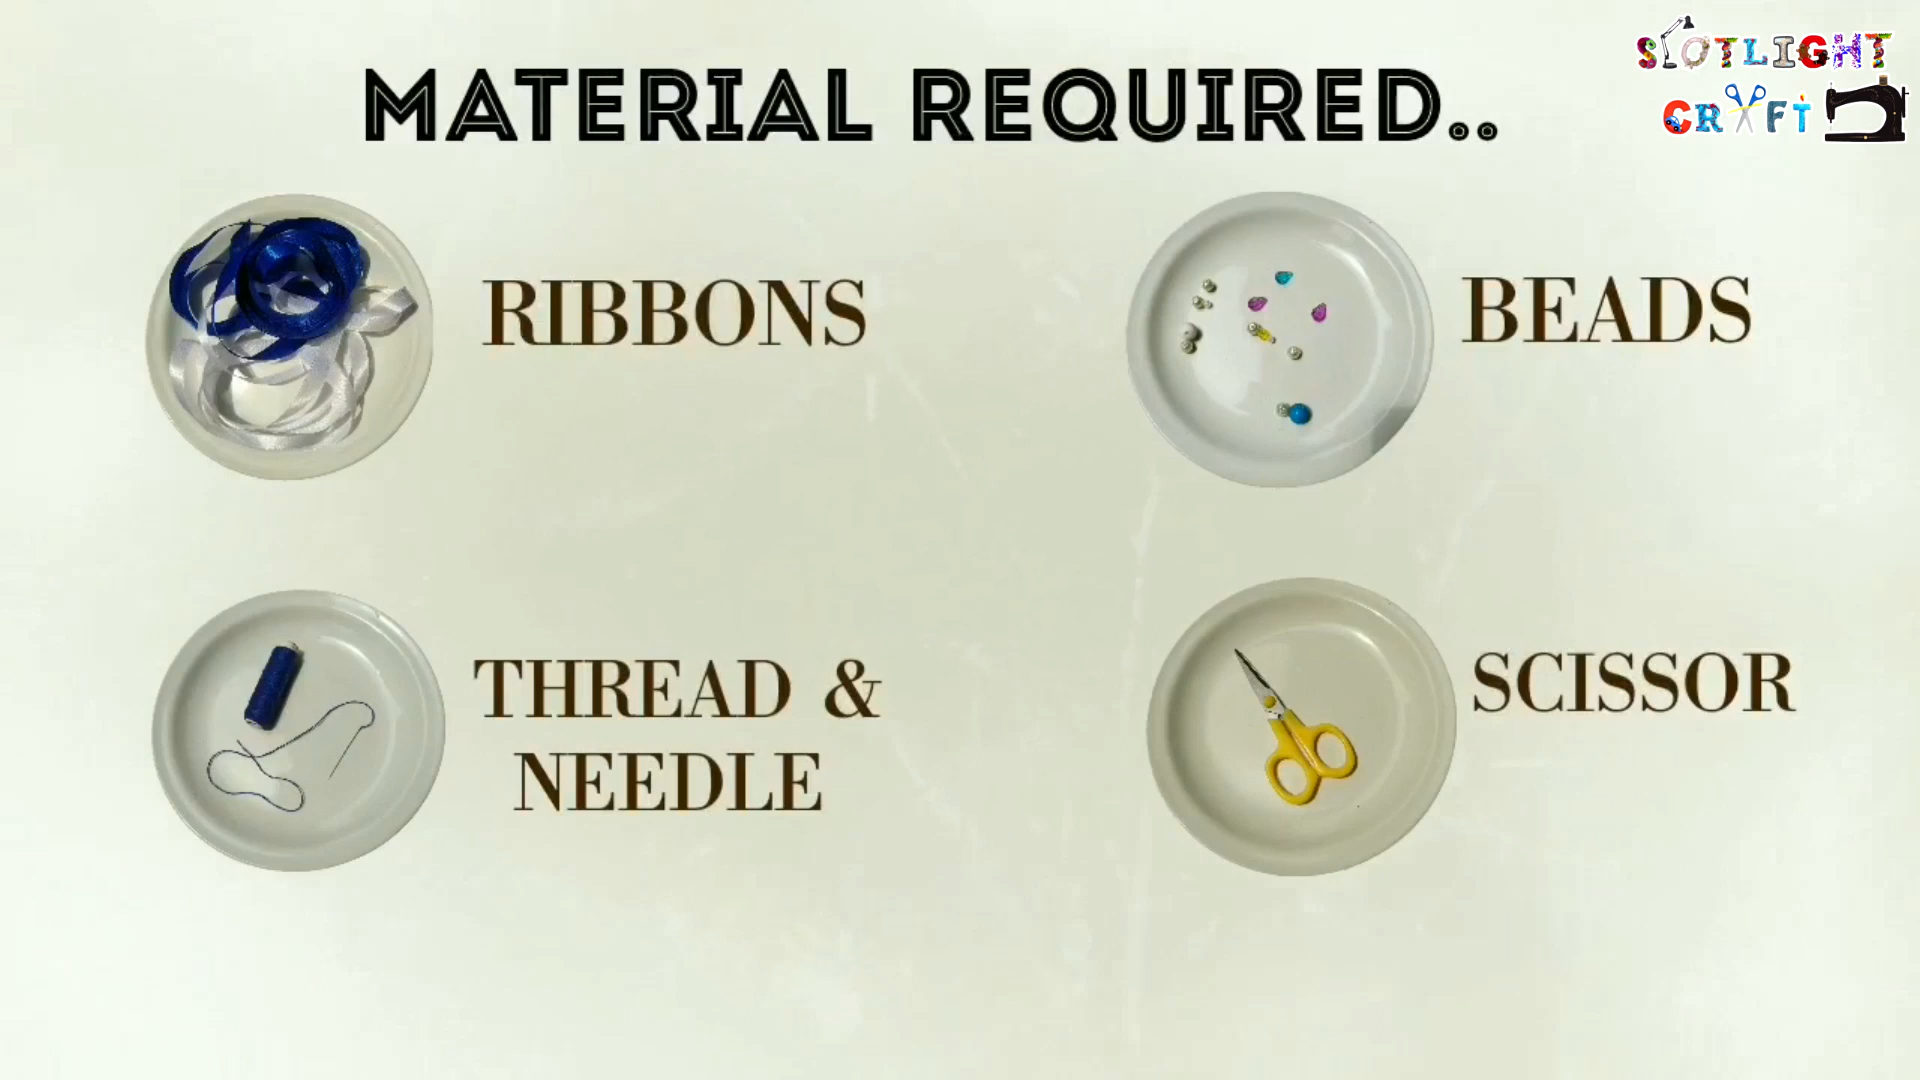 MATERIAL REQUIRED..
SLOTLIGHT
CRAFT
RIBBONS
BEADS
THREAD &
NEEDLE
SCISSOR